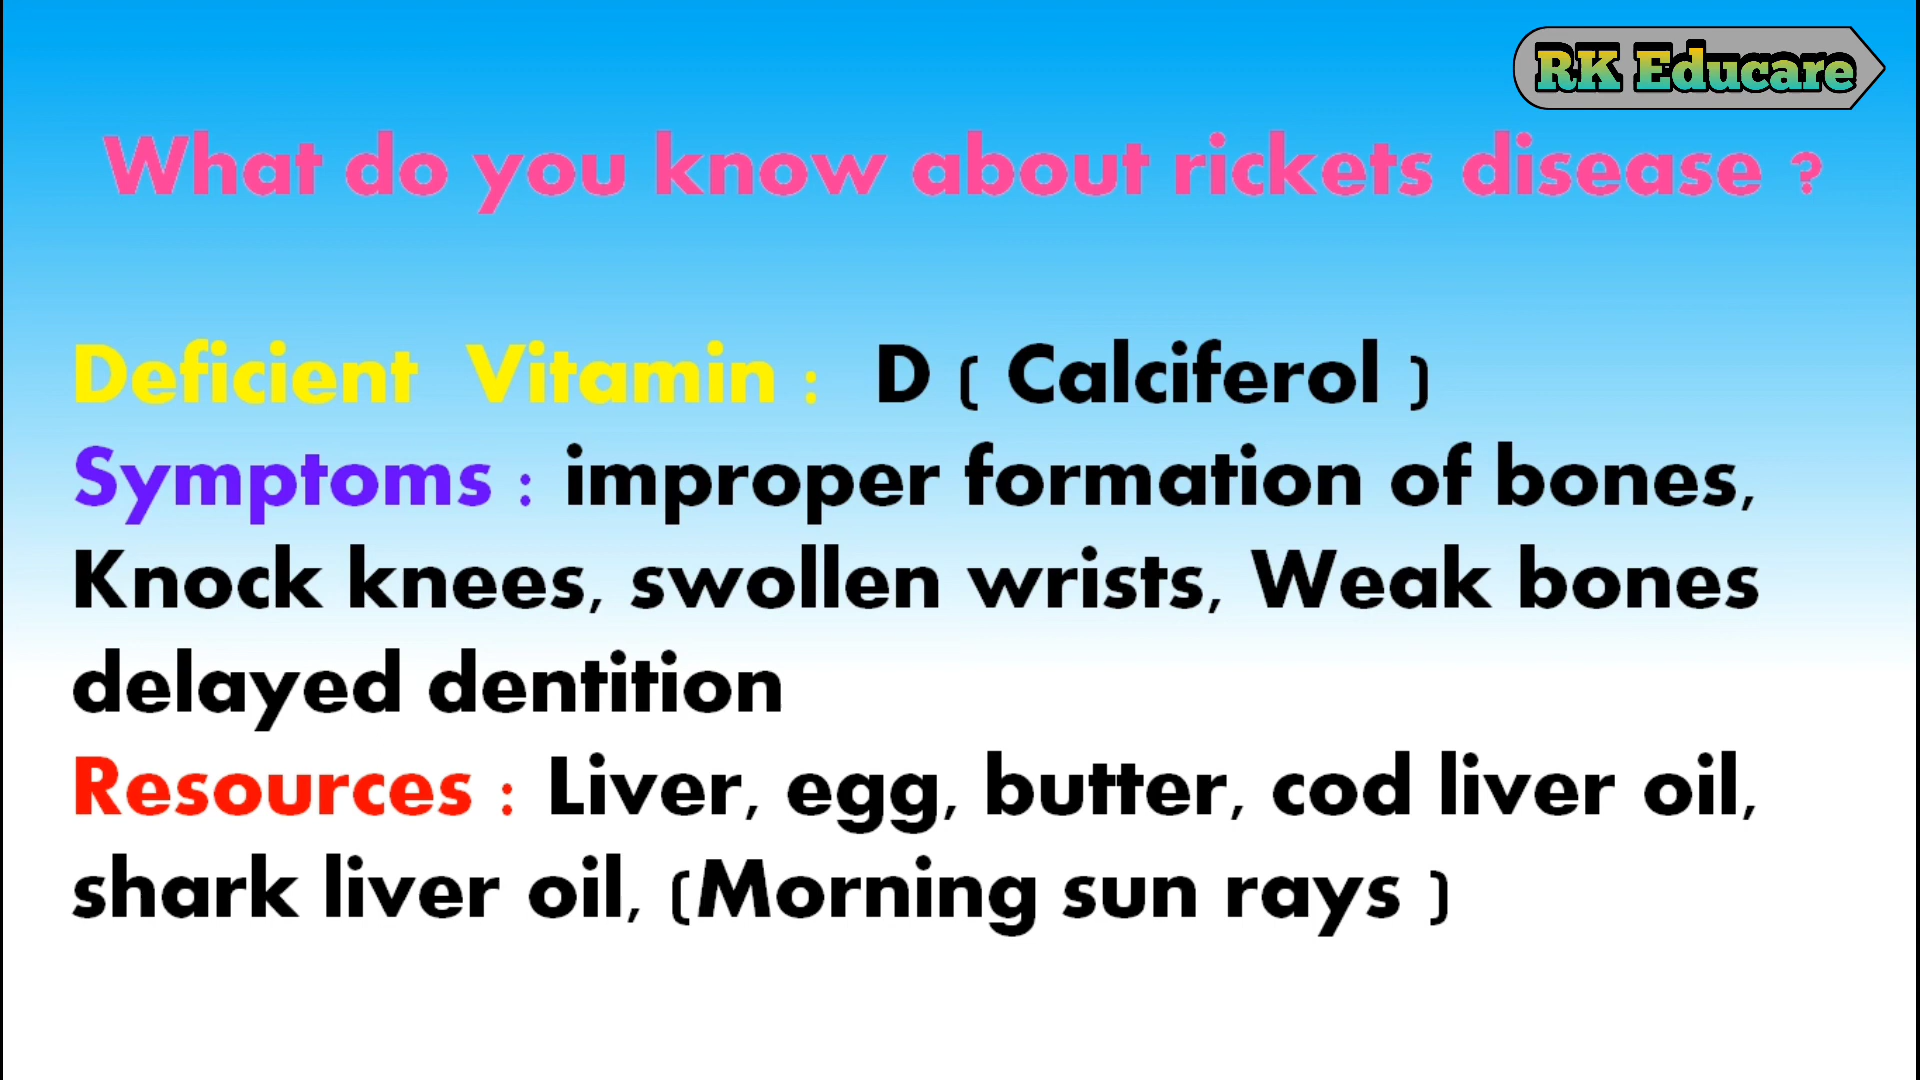 RK Educare
What do you know about rickets disease ?
Deficient Vitamin : D ( Calciferol )
Symptoms : improper formation of bones,
Knock knees, swollen wrists, Weak bones
delayed dentition
Resources : Liver, egg, butter, cod liver oil,
shark liver oil, (Morning sun rays )